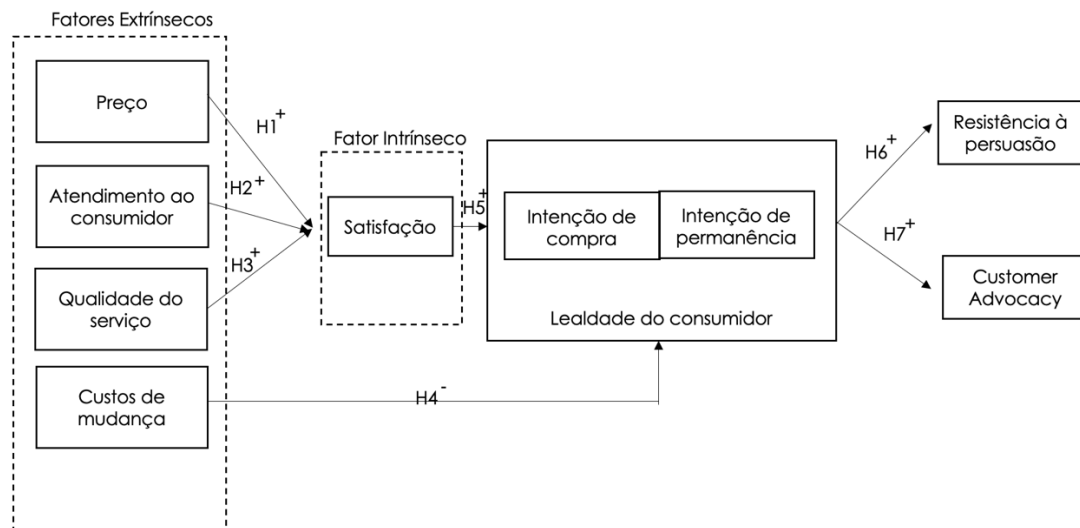 Fatores Extrínsecos
Preço
H1+
Fator Intrínseco
Atendimento ao
consumidor
H2+
Qualidade do
serviço
H3+
Custos de
mudança
H4-
Satisfação
H5+
Intenção de
compra
Intenção de
permanência
Lealdade do consumidor
H6+
Resistência à
persuasão
H7+
Customer
Advocacy